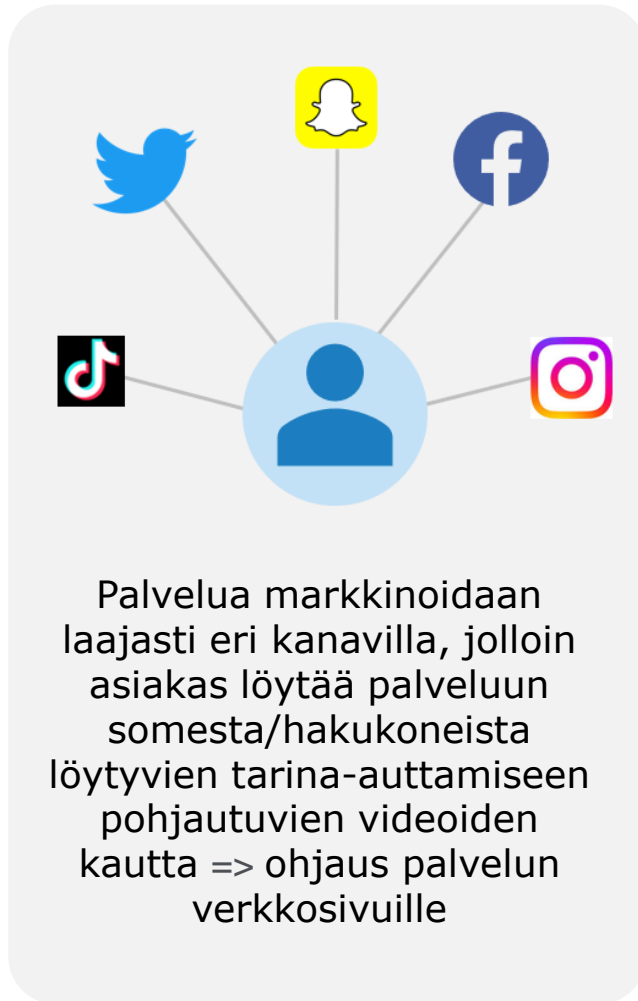 Palvelua markkinoidaan
laajasti eri kanavilla, jolloin
asiakas löytää palveluun
somesta/hakukoneista
löytyvien tarina-auttamiseen
pohjautuvien videoiden
kautta => ohjaus palvelun
verkkosivuille